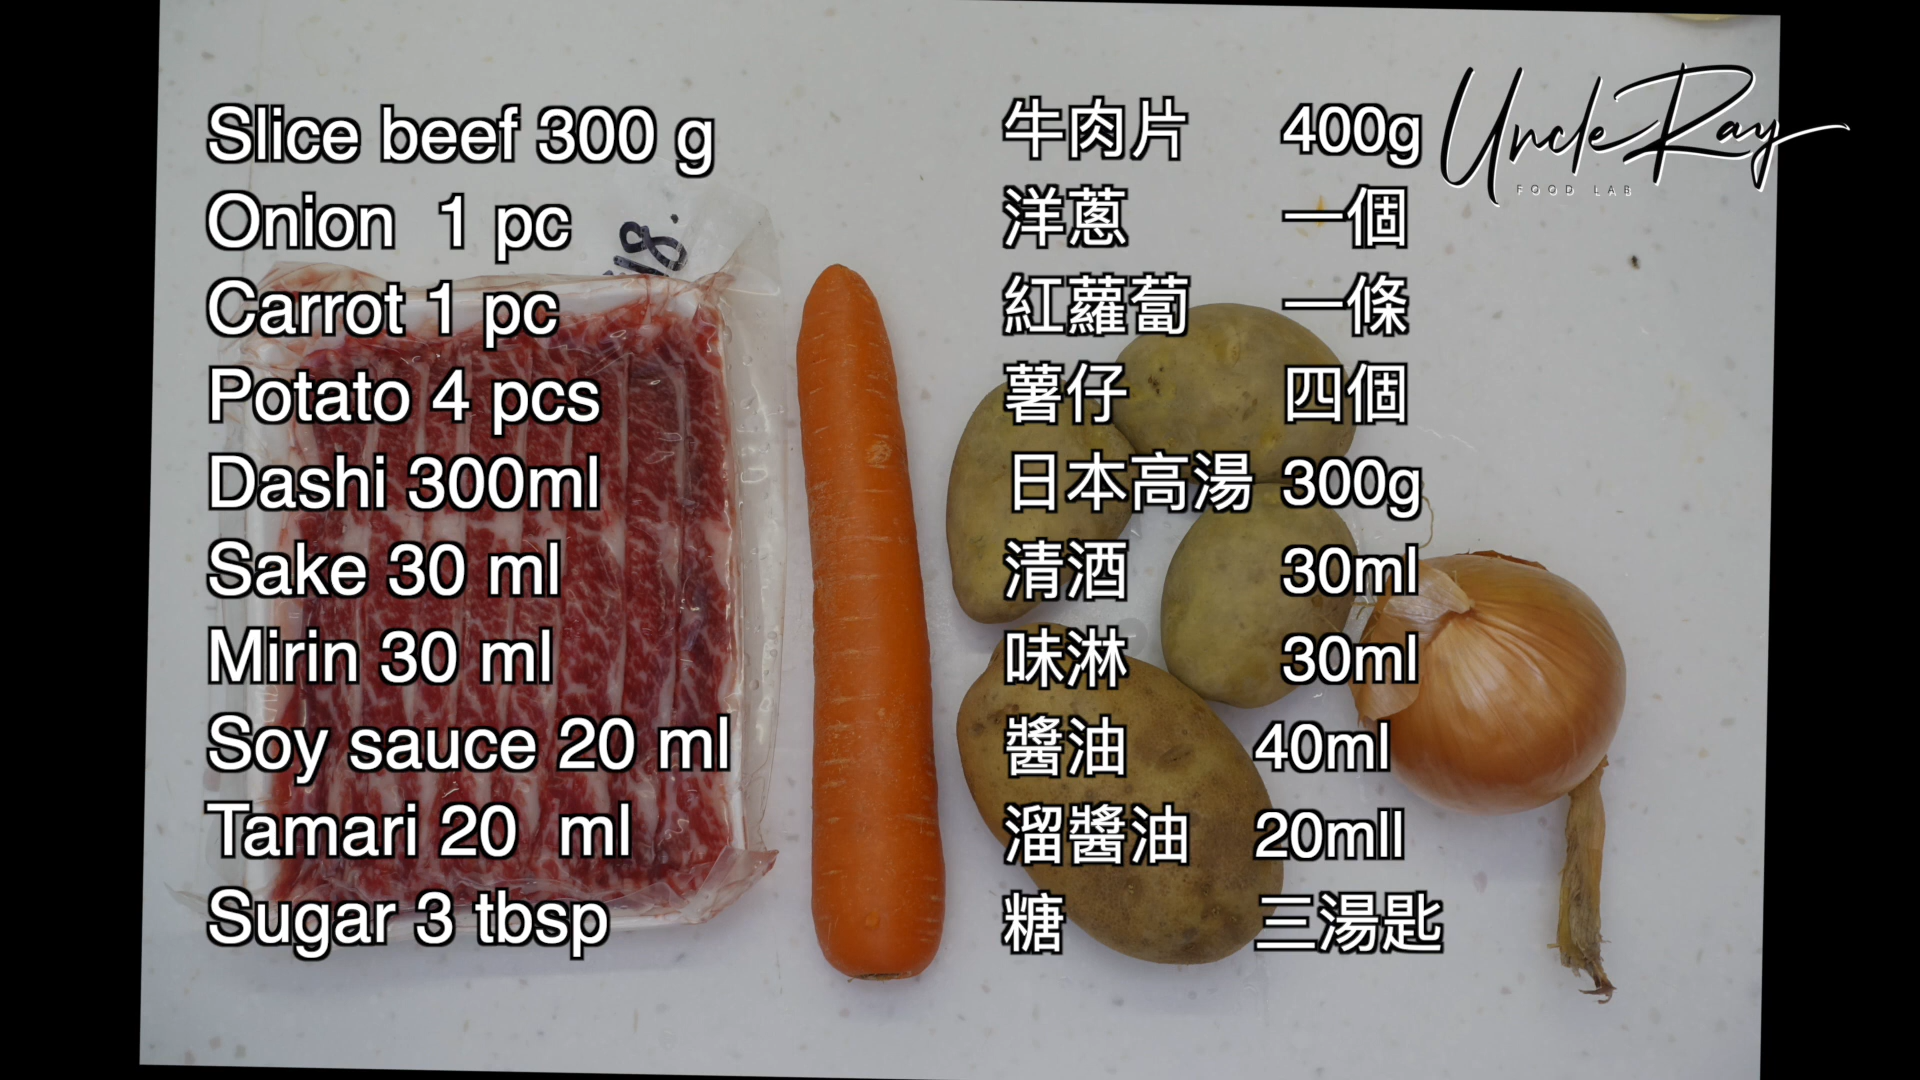 Slice beef 300 g
Onion  1 pc
Carrot 1 pc
Potato 4 pcs
Dashi 300ml
Sake 30 ml
Mirin 30 ml
Soy sauce 20 ml
Tamari 20  ml
Sugar 3 tbsp
牛肉片 400g
洋蔥 一個
紅蘿蔔 一條
薯仔 四個
日本高湯 300g
清酒 30ml
味淋 30ml
醬油 40ml
溜醬油 20mll
糖 三湯匙
Uncle Ray
FOOD LAB